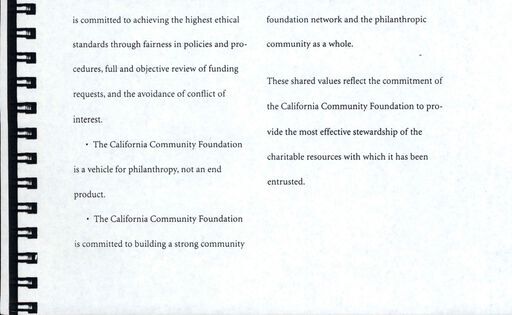 is committed to achieving the highest ethical
standards through fairness in policies and pro-
cedures, full and objective review of funding
requests, and the avoidance of conflict of
interest.
• The California Community Foundation
is a vehicle for philanthropy, not an end
product.
• The California Community Foundation
is committed to building a strong community
foundation network and the philanthropic
community as a whole.
These shared values reflect the commitment of
the California Community Foundation to pro-
vide the most effective stewardship of the
charitable resources with which it has been
entrusted.